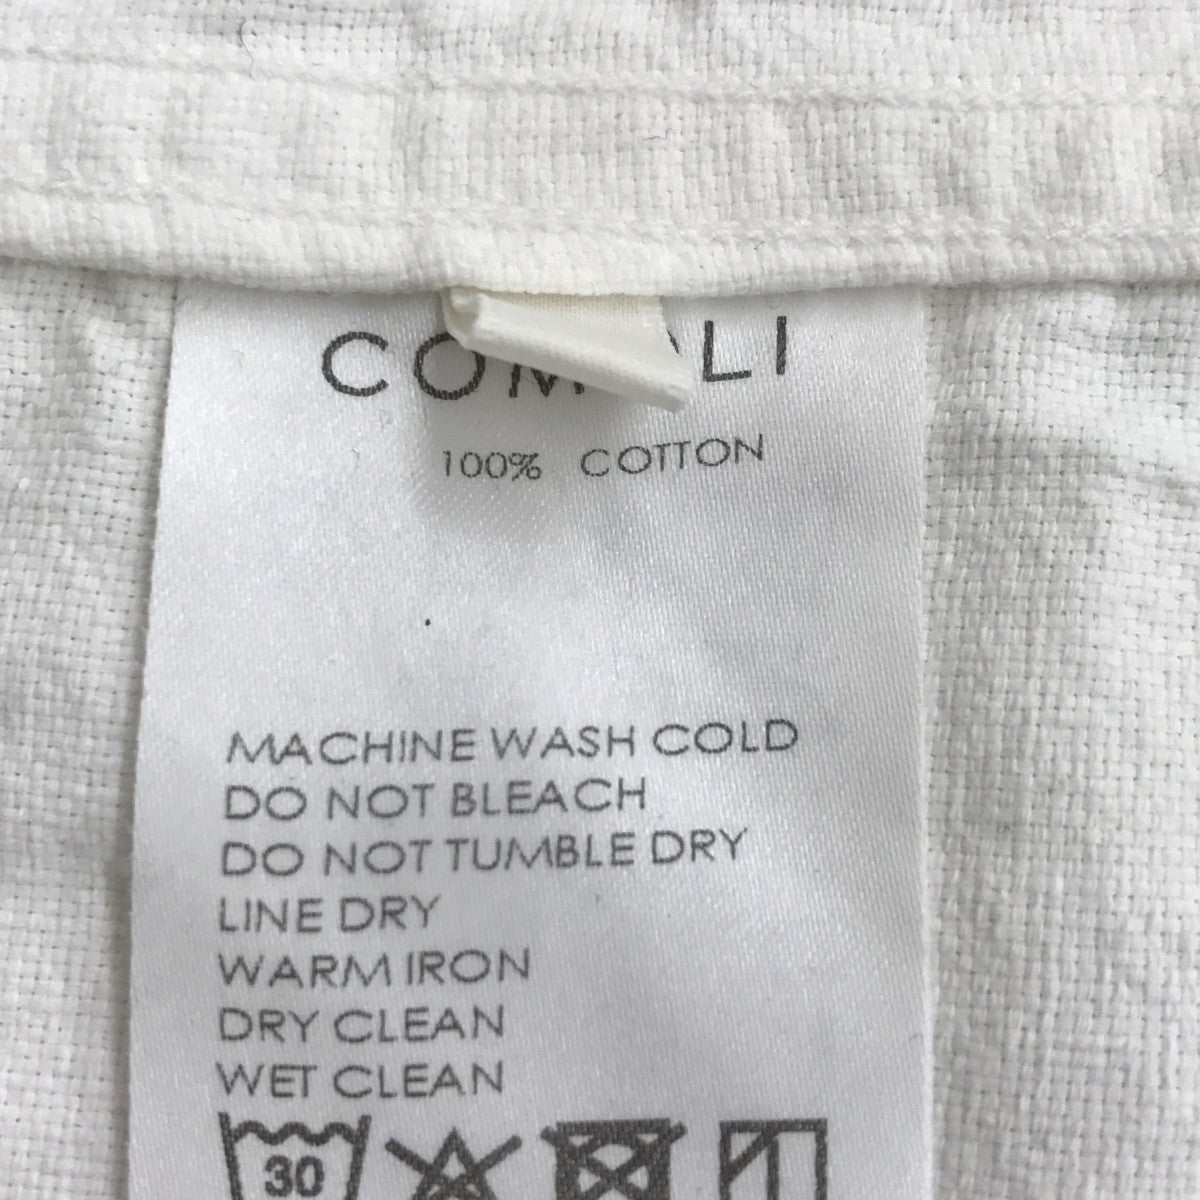 100% COTTON
MACHINE WASH COLD
DO NOT BLEACH
DO NOT TUMBLE DRY
LINE DRY
WARM IRON
DRY CLEAN
WET CLEAN
30